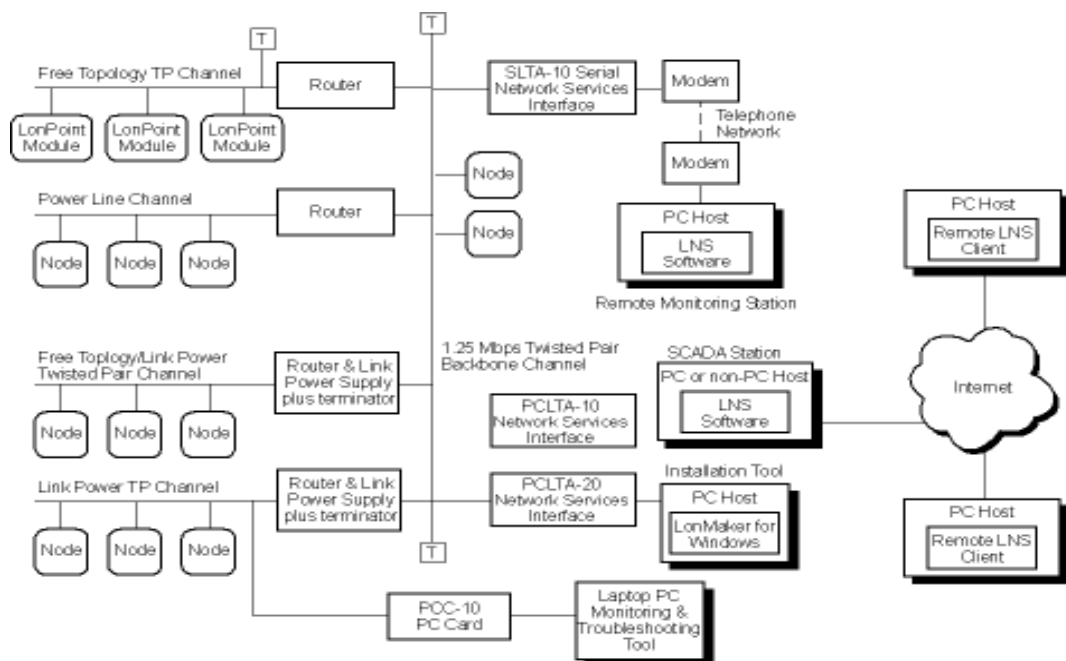 T
T
Free Topology TP Channel
Router
SLTA-10 Serial
Network Services
Interface
Modem
LonPoint
Module
LonPoint
Module
LonPoint
Module
Telephone
Network
Node
Modem
Power Line Channel
Router
Node
PC Host
LNS
Software
Remote Monitoring Station
PC Host
Remote LNS
Client
Node
Node
Node
Free Toplogy/Link Power
Twisted Pair Channel
Router & Link
Power Supply
plus terminator
1.25 Mbps Twisted Pair
Backbone Channel
SCADA Station
PC or non-PC Host
LNS
Software
Internet
PCLTA-10
Network Services
Interface
Node
Node
Node
Link Power TP Channel
Router & Link
Power Supply
plus terminator
PCLTA-20
Network Services
Interface
Installation Tool
PC Host
LonMaker for
Windows
PC Host
Remote LNS
Client
Node
Node
Node
T
PCC-10
PC Card
Laptop PC
Monitoring &
Troubleshooting
Tool